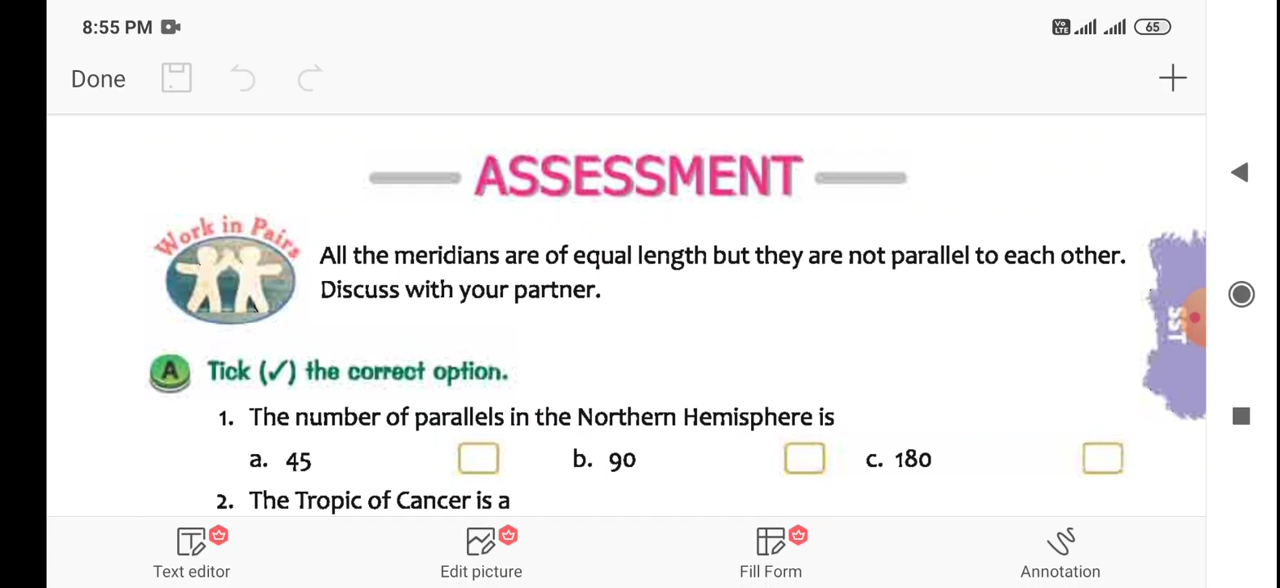 8:55 PM
Vo LTE 65
Done
ASSESSMENT
Work in Pairs
All the meridians are of equal length but they are not parallel to each other.
Discuss with your partner.
SST
A Tick (✓) the correct option.
1. The number of parallels in the Northern Hemisphere is
a. 45 b. 90 c. 180
2. The Tropic of Cancer is a
Text editor Edit picture Fill Form Annotation